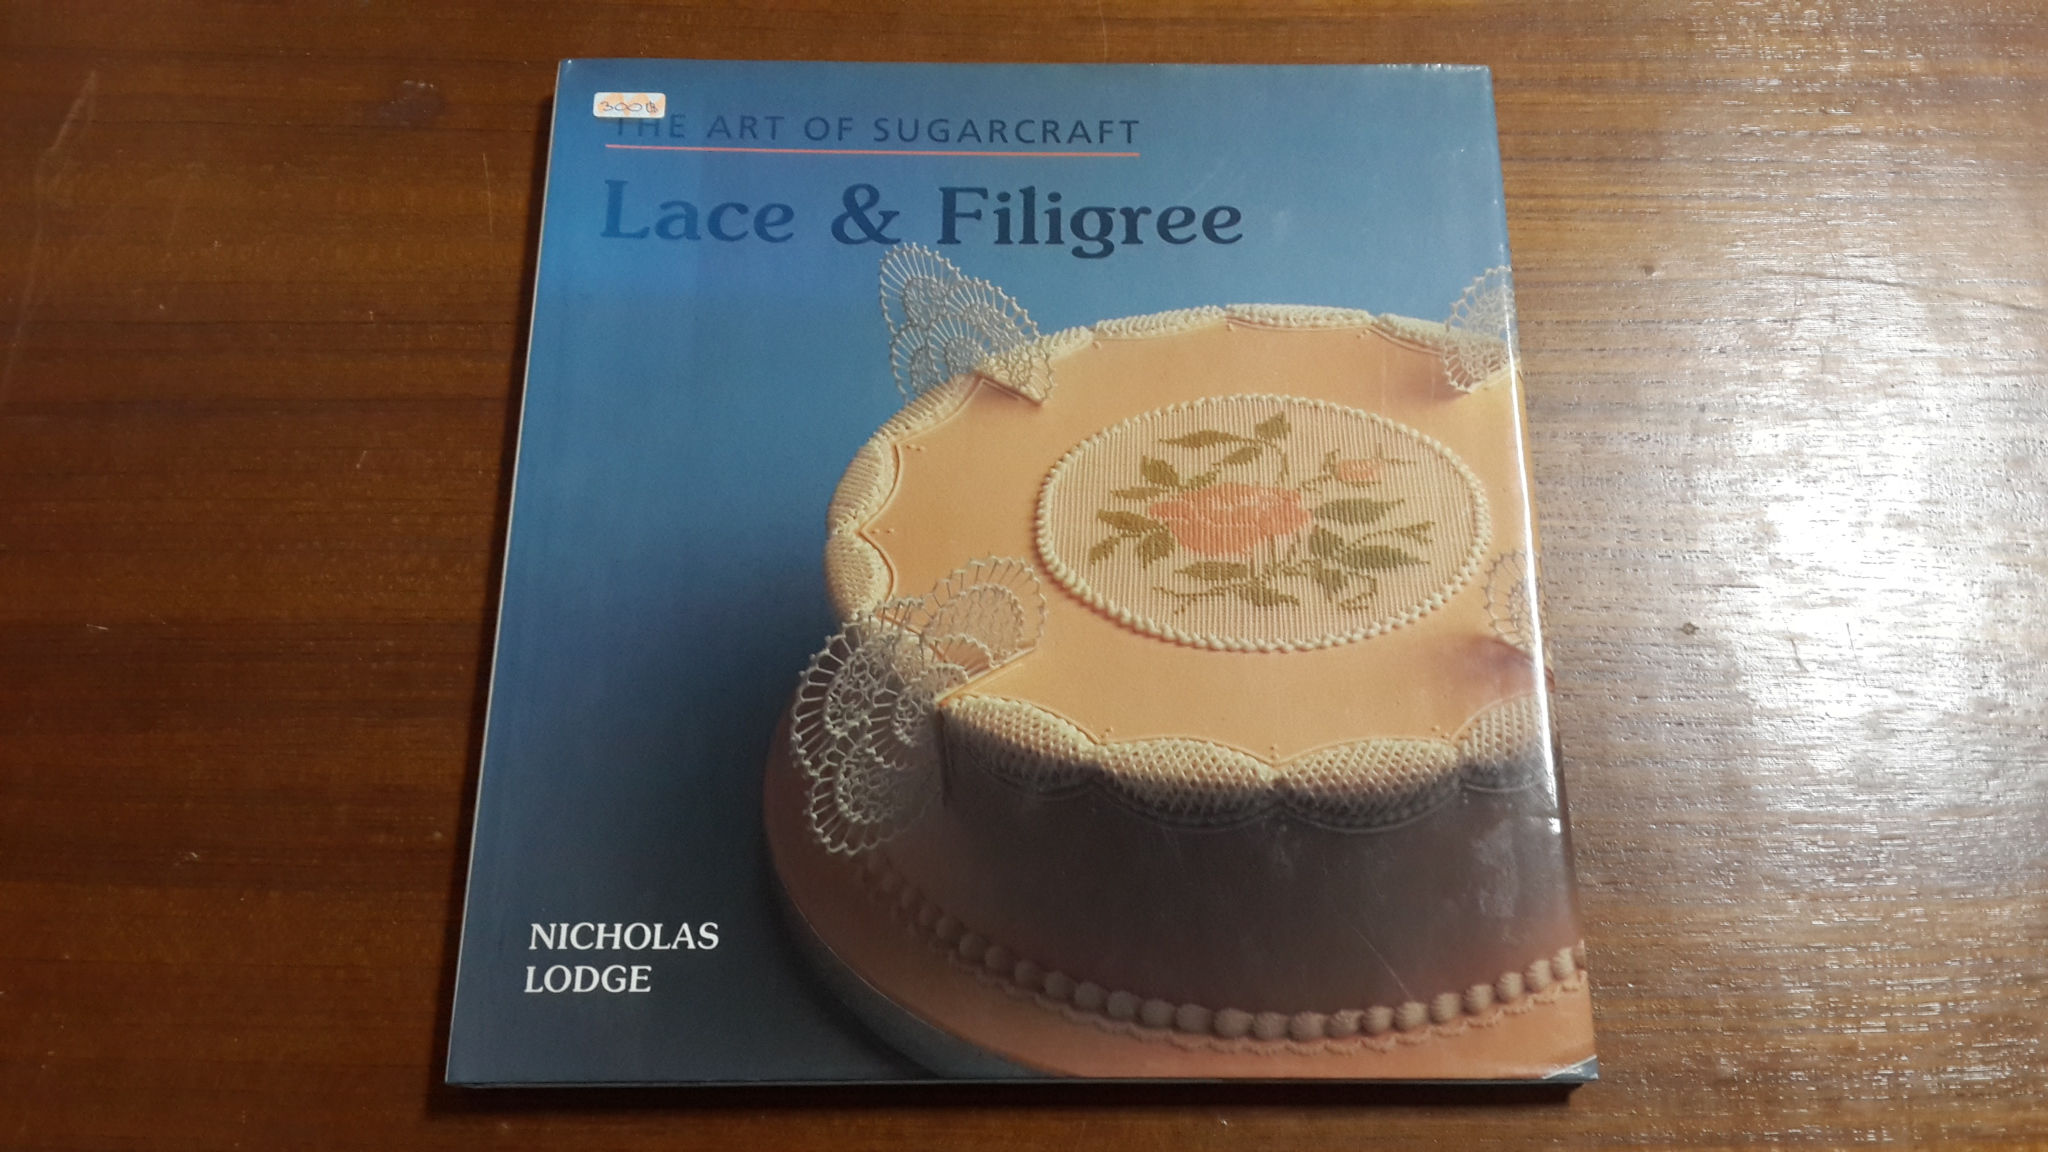 300฿
THE ART OF SUGARCRAFT
Lace & Filigree
NICHOLAS
LODGE